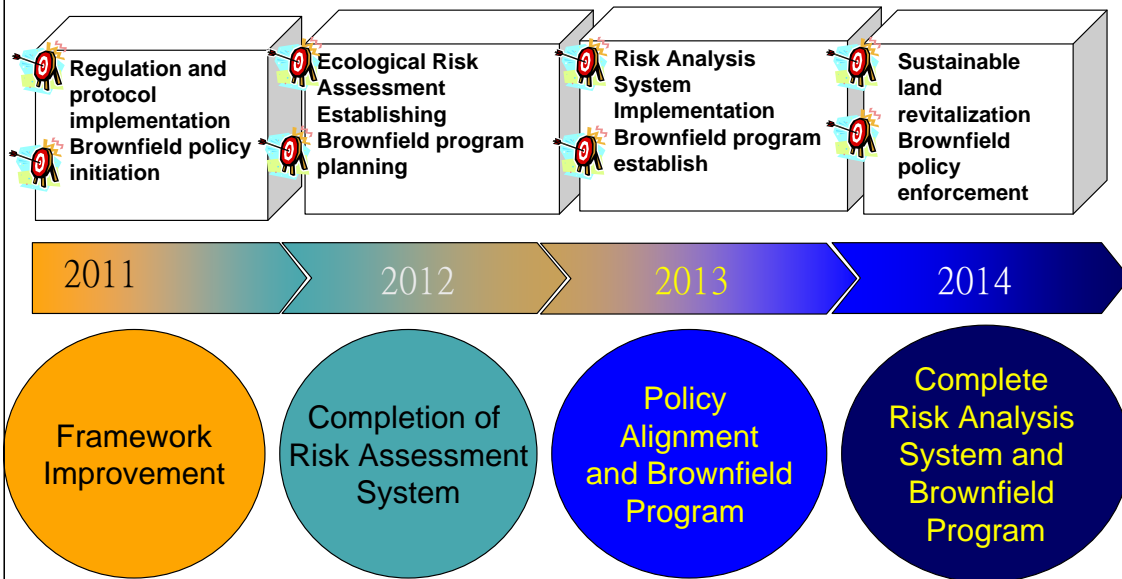 Regulation and
protocol
implementation
Brownfield policy
initiation
Ecological Risk
Assessment
Establishing
Brownfield program
planning
Risk Analysis
System
Implementation
Brownfield program
establish
Sustainable
land
revitalization
Brownfield
policy
enforcement
2011
2012
2013
2014
Framework
Improvement
Completion of
Risk Assessment
System
Policy
Alignment
and Brownfield
Program
Complete
Risk Analysis
System and
Brownfield
Program